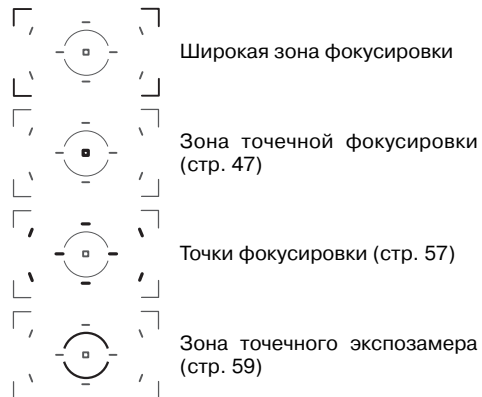 Широкая зона фокусировки
Зона точечной фокусировки
(стр. 47)
Точки фокусировки (стр. 57)
Зона точечного экспозамера
(стр. 59)